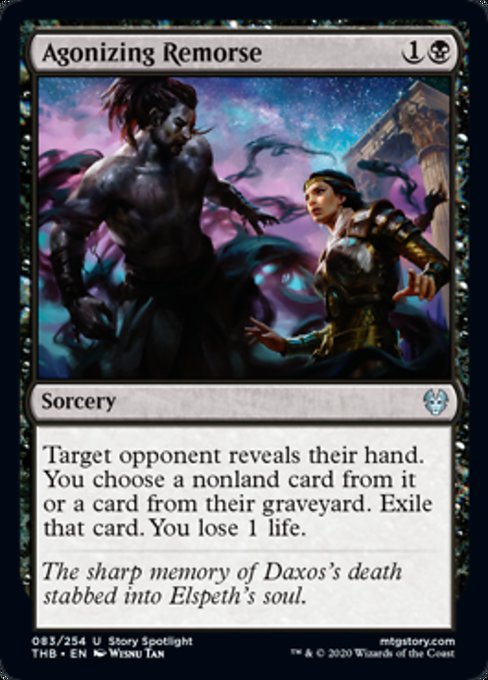 Agonizing Remorse 1
Sorcery
Target opponent reveals their hand.
You choose a nonland card from it
or a card from their graveyard. Exile
that card. You lose 1 life.
The sharp memory of Daxos's death
stabbed into Elspeth's soul.
083/254 U Story Spotlight mtgstory.com
THB • EN Wisnu Tan ™ & © 2020 Wizards of the Coast